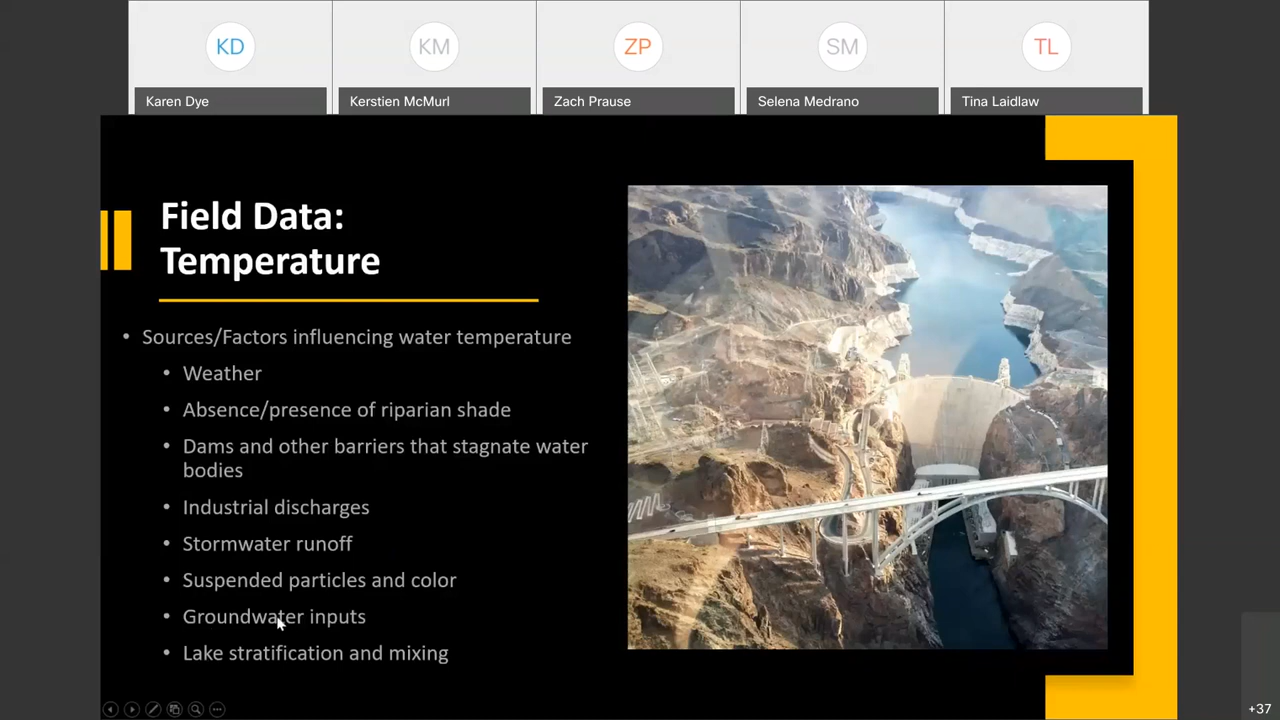 KD
KM
ZP
SM
TL
Karen Dye
Kerstien McMurl
Zach Prause
Selena Medrano
Tina Laidlaw
Field Data:
Temperature
• Sources/Factors influencing water temperature
• Weather
• Absence/presence of riparian shade
• Dams and other barriers that stagnate water
bodies
• Industrial discharges
• Stormwater runoff
• Suspended particles and color
• Groundwater inputs
• Lake stratification and mixing
+37